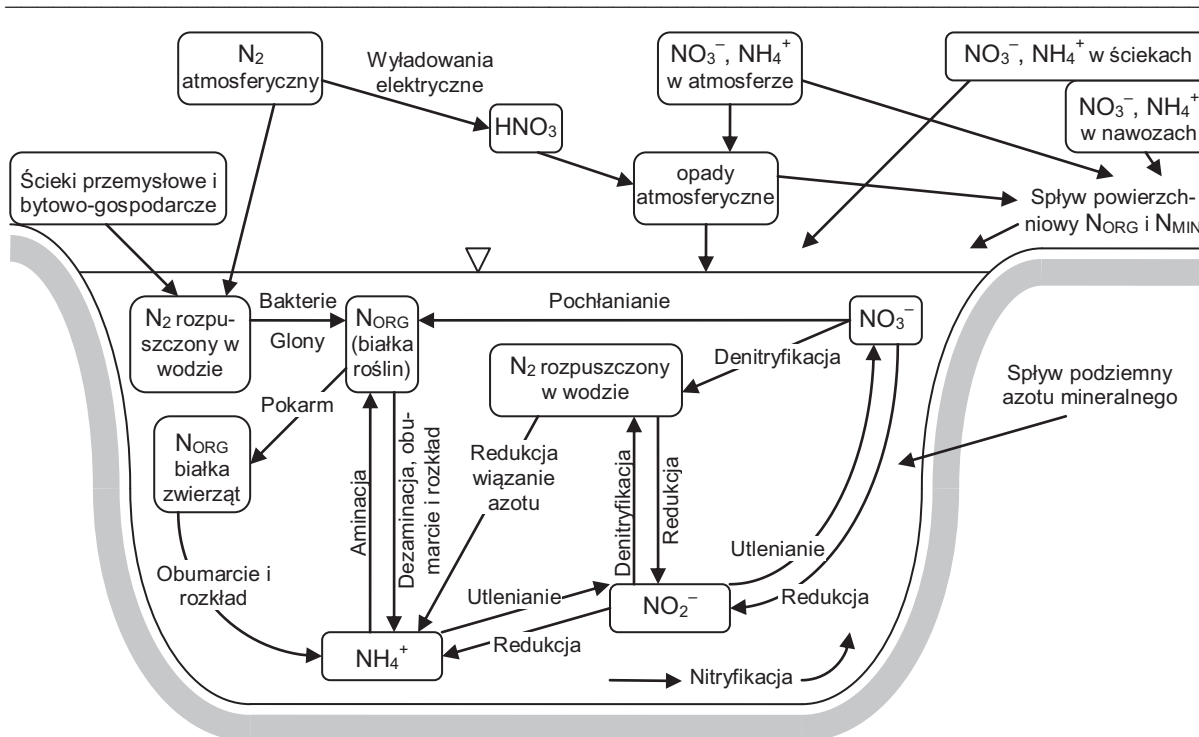 N₂
atmosferyczny
Wyładowania
elektryczne
HNO₃
NO₃⁻, NH₄⁺
w atmosferze
NO₃⁻, NH₄⁺ w ściekach
NO₃⁻, NH₄⁺
w nawozach
Ścieki przemysłowe i
bytowo-gospodarcze
opady
atmosferyczne
Spływ powierzch-
niowy NORG i NMIN
N₂ rozpu-
szczony w
wodzie
Bakterie
Glony
NORG
(białka
roślin)
Pochłanianie
NO₃⁻
Denitryfikacja
N₂ rozpuszczony
w wodzie
Spływ podziemny
azotu mineralnego
Pokarm
NORG
białka
zwierząt
Aminacja
Dezaminacja, obu-
marcie i rozkład
Redukcja
wiązanie
azotu
Denitryfikacja
Redukcja
Utlenianie
Obumarcie i
rozkład
Utlenianie
NO₂⁻
Redukcja
Redukcja
NH₄⁺
Nitryfikacja